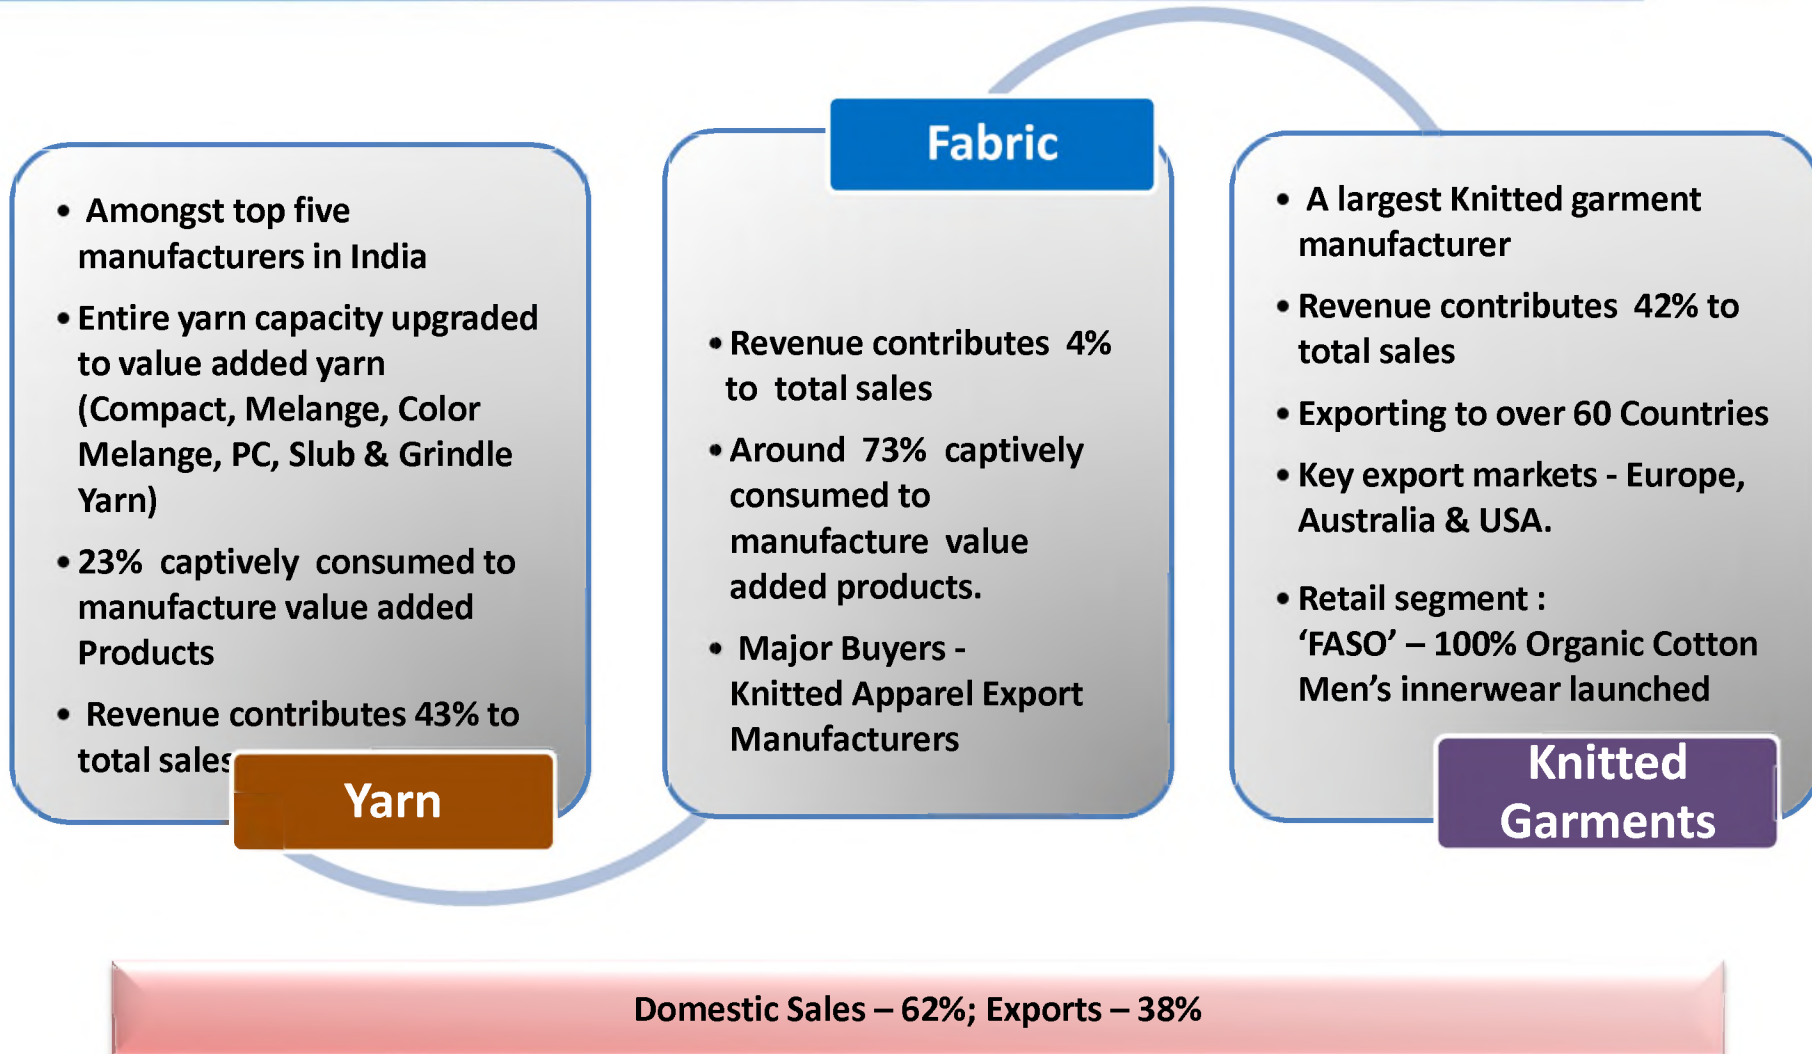 • Amongst top five
manufacturers in India
• Entire yarn capacity upgraded
to value added yarn
(Compact, Melange, Color
Melange, PC, Slub & Grindle
Yarn)
• 23% captively consumed to
manufacture value added
Products
• Revenue contributes 43% to
total sales
Yarn
Fabric
• Revenue contributes 4%
to total sales
• Around 73% captively
consumed to
manufacture value
added products.
• Major Buyers -
Knitted Apparel Export
Manufacturers
• A largest Knitted garment
manufacturer
• Revenue contributes 42% to
total sales
• Exporting to over 60 Countries
• Key export markets - Europe,
Australia & USA.
• Retail segment :
‘FASO’ – 100% Organic Cotton
Men’s innerwear launched
Knitted
Garments
Domestic Sales – 62%; Exports – 38%